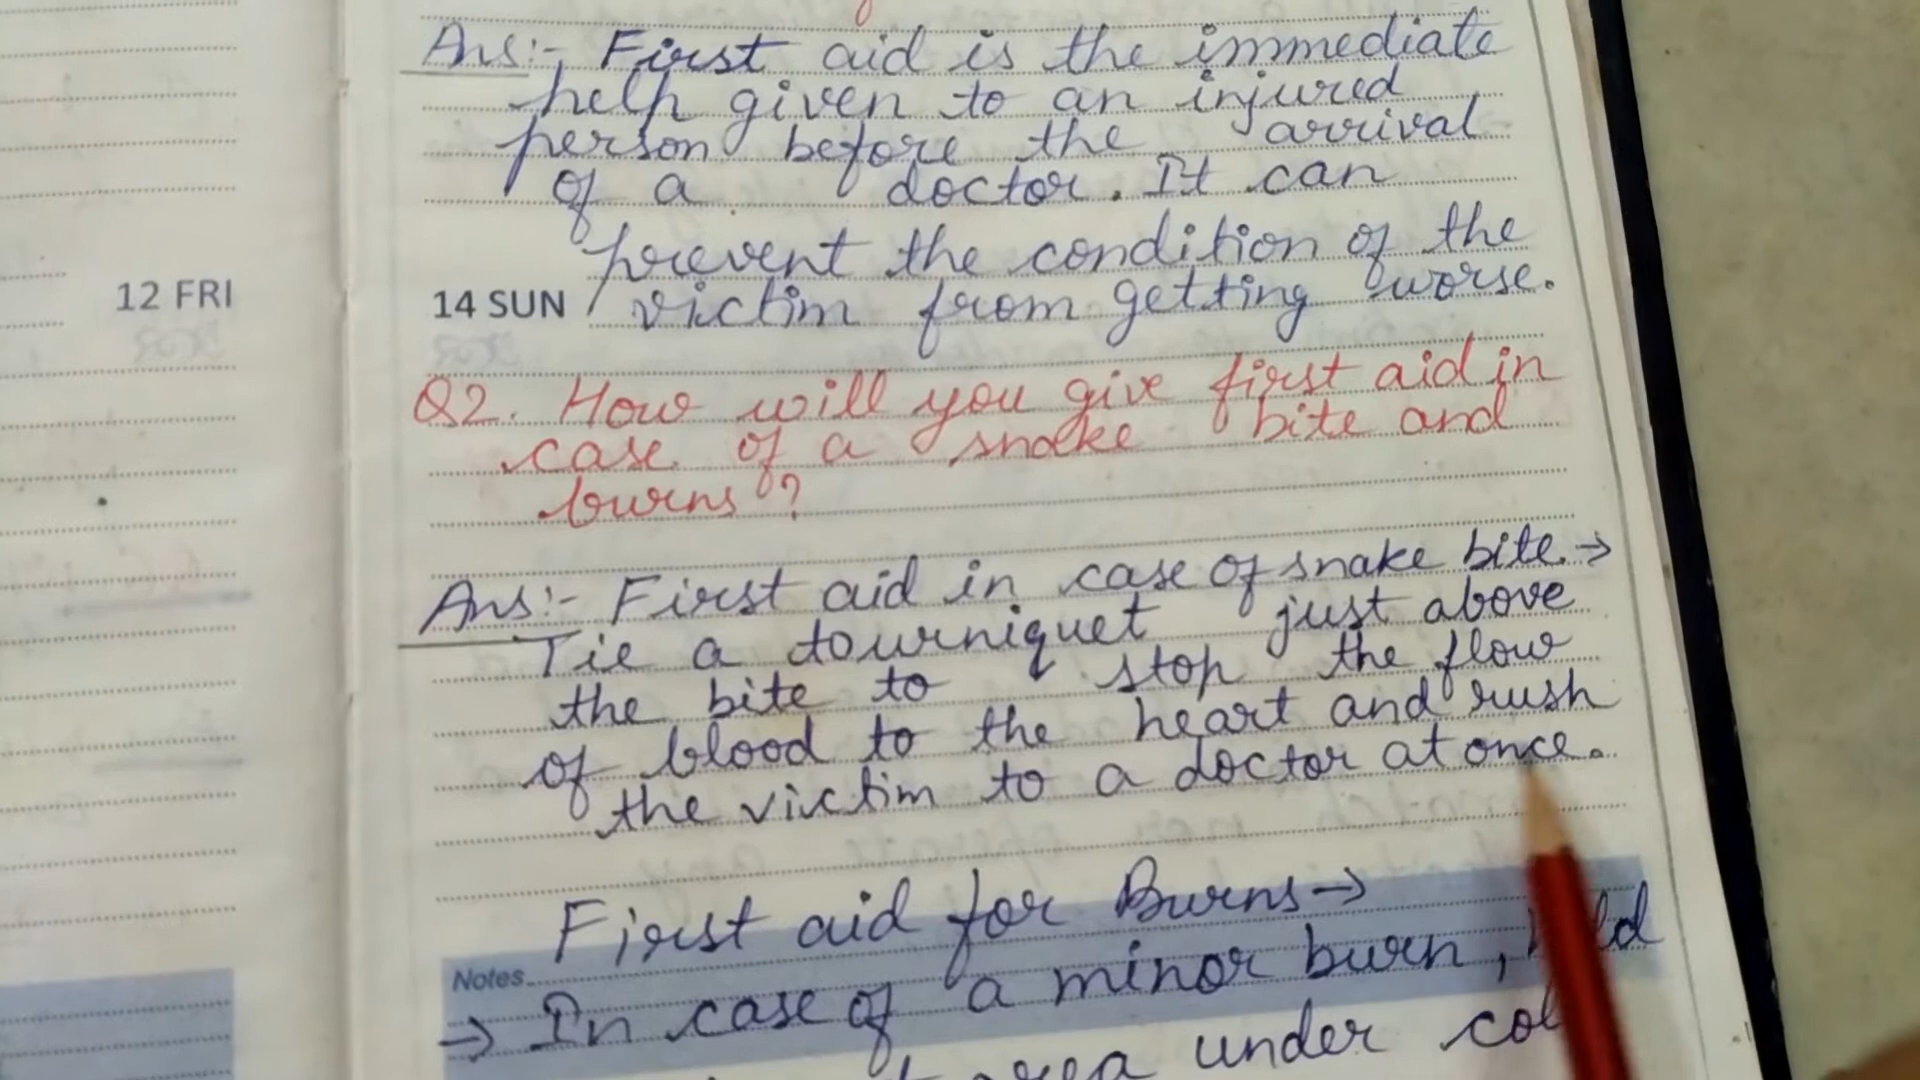 Ans:- First aid is the immediate
help given to an injured
person before the arrival
of a doctor. It can
prevent the condition of the
12 FRI
14 SUN victim from getting worse.
Q2. How will you give first aid in
case of a snake bite and
burns?
Ans:- First aid in case of snake bite →
Tie a tourniquet just above
the bite to stop the flow
of blood to the heart and rush
the victim to a doctor at once.
First aid for Burns →
Notes
→ In case of a minor burn,
area under